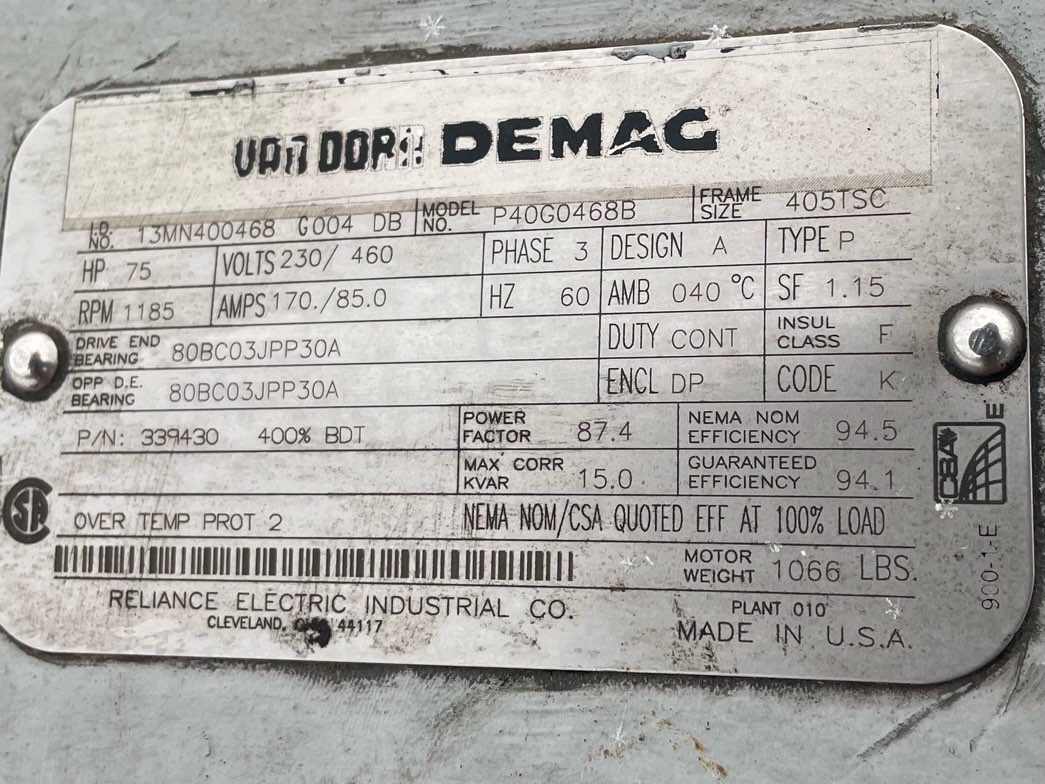 VAN DORN DEMAG
I.D. NO. 13MN400468 G004 DB MODEL NO. P40G0468B FRAME SIZE 405TSC
HP 75 VOLTS 230/ 460 PHASE 3 DESIGN A TYPE P
RPM 1185 AMPS 170./85.0 HZ 60 AMB 040 °C SF 1.15
DRIVE END BEARING 80BC03JPP30A DUTY CONT INSUL CLASS F
OPP D.E. BEARING 80BC03JPP30A ENCL DP CODE K
P/N: 339430 400% BDT POWER FACTOR 87.4 NEMA NOM EFFICIENCY 94.5
MAX CORR KVAR 15.0 GUARANTEED EFFICIENCY 94.1
OVER TEMP PROT 2 NEMA NOM/CSA QUOTED EFF AT 100% LOAD
MOTOR WEIGHT 1066 LBS.
RELIANCE ELECTRIC INDUSTRIAL CO. PLANT 010
CLEVELAND, OHIO 44117 MADE IN U.S.A.
CSA E
900-1-E